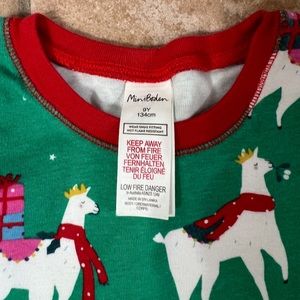 Mini Boden
9Y
134cm
WEAR SNUG FITTING
NOT FLAME RESISTANT
KEEP AWAY
FROM FIRE
VON FEUER
FERNHALTEN
TENIR ÉLOIGNÉ
DU FEU
LOW FIRE DANGER
MADE IN SRI LANKA